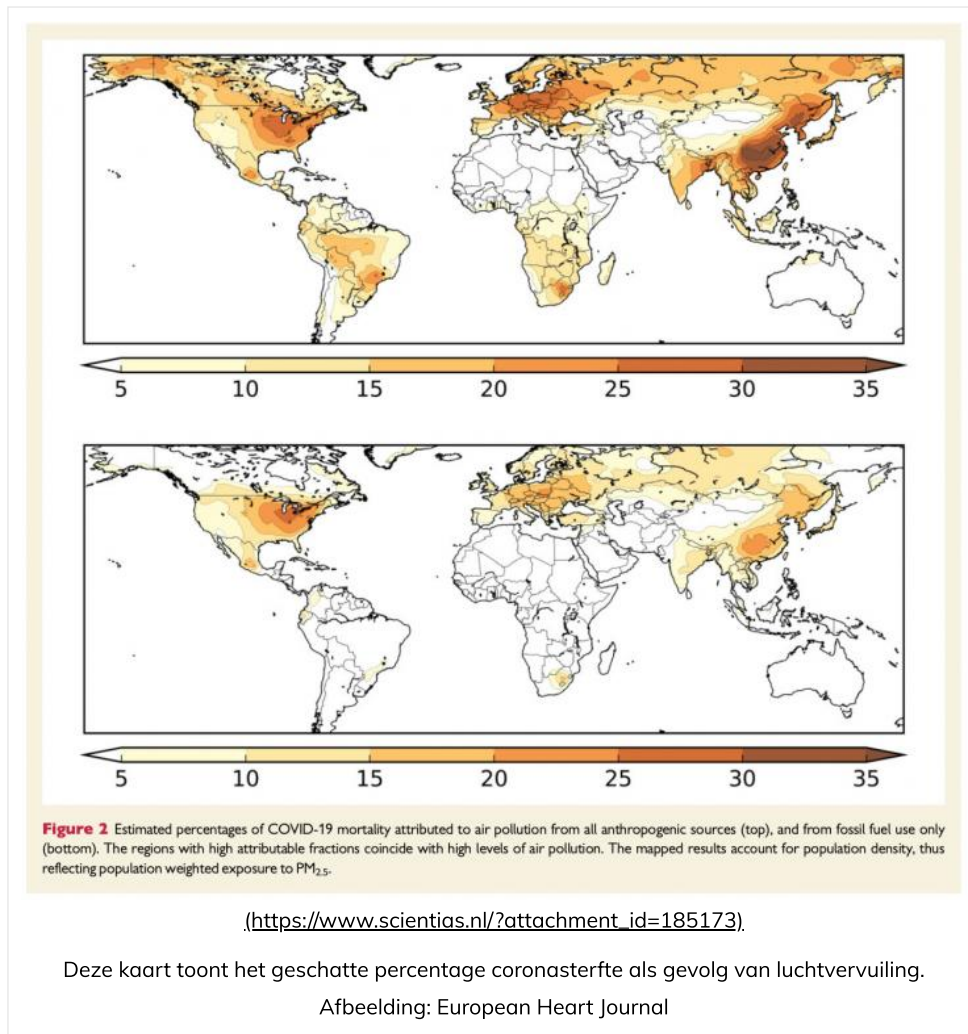 5 10 15 20 25 30 35
5 10 15 20 25 30 35
Figure 2 Estimated percentages of COVID-19 mortality attributed to air pollution from all anthropogenic sources (top), and from fossil fuel use only
(bottom). The regions with high attributable fractions coincide with high levels of air pollution. The mapped results account for population density, thus
reflecting population weighted exposure to PM2.5.
(https://www.scientias.nl/?attachment_id=185173)
Deze kaart toont het geschatte percentage coronasterfte als gevolg van luchtvervuiling.
Afbeelding: European Heart Journal